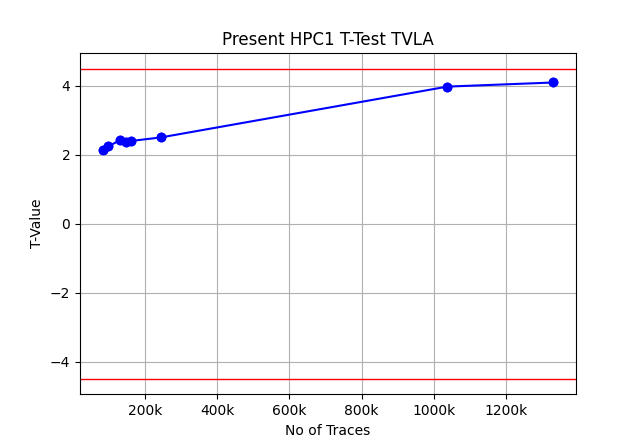 Present HPC1 T-Test TVLA
4
2
0
−2
−4
T-Value
200k
400k
600k
800k
1000k
1200k
No of Traces